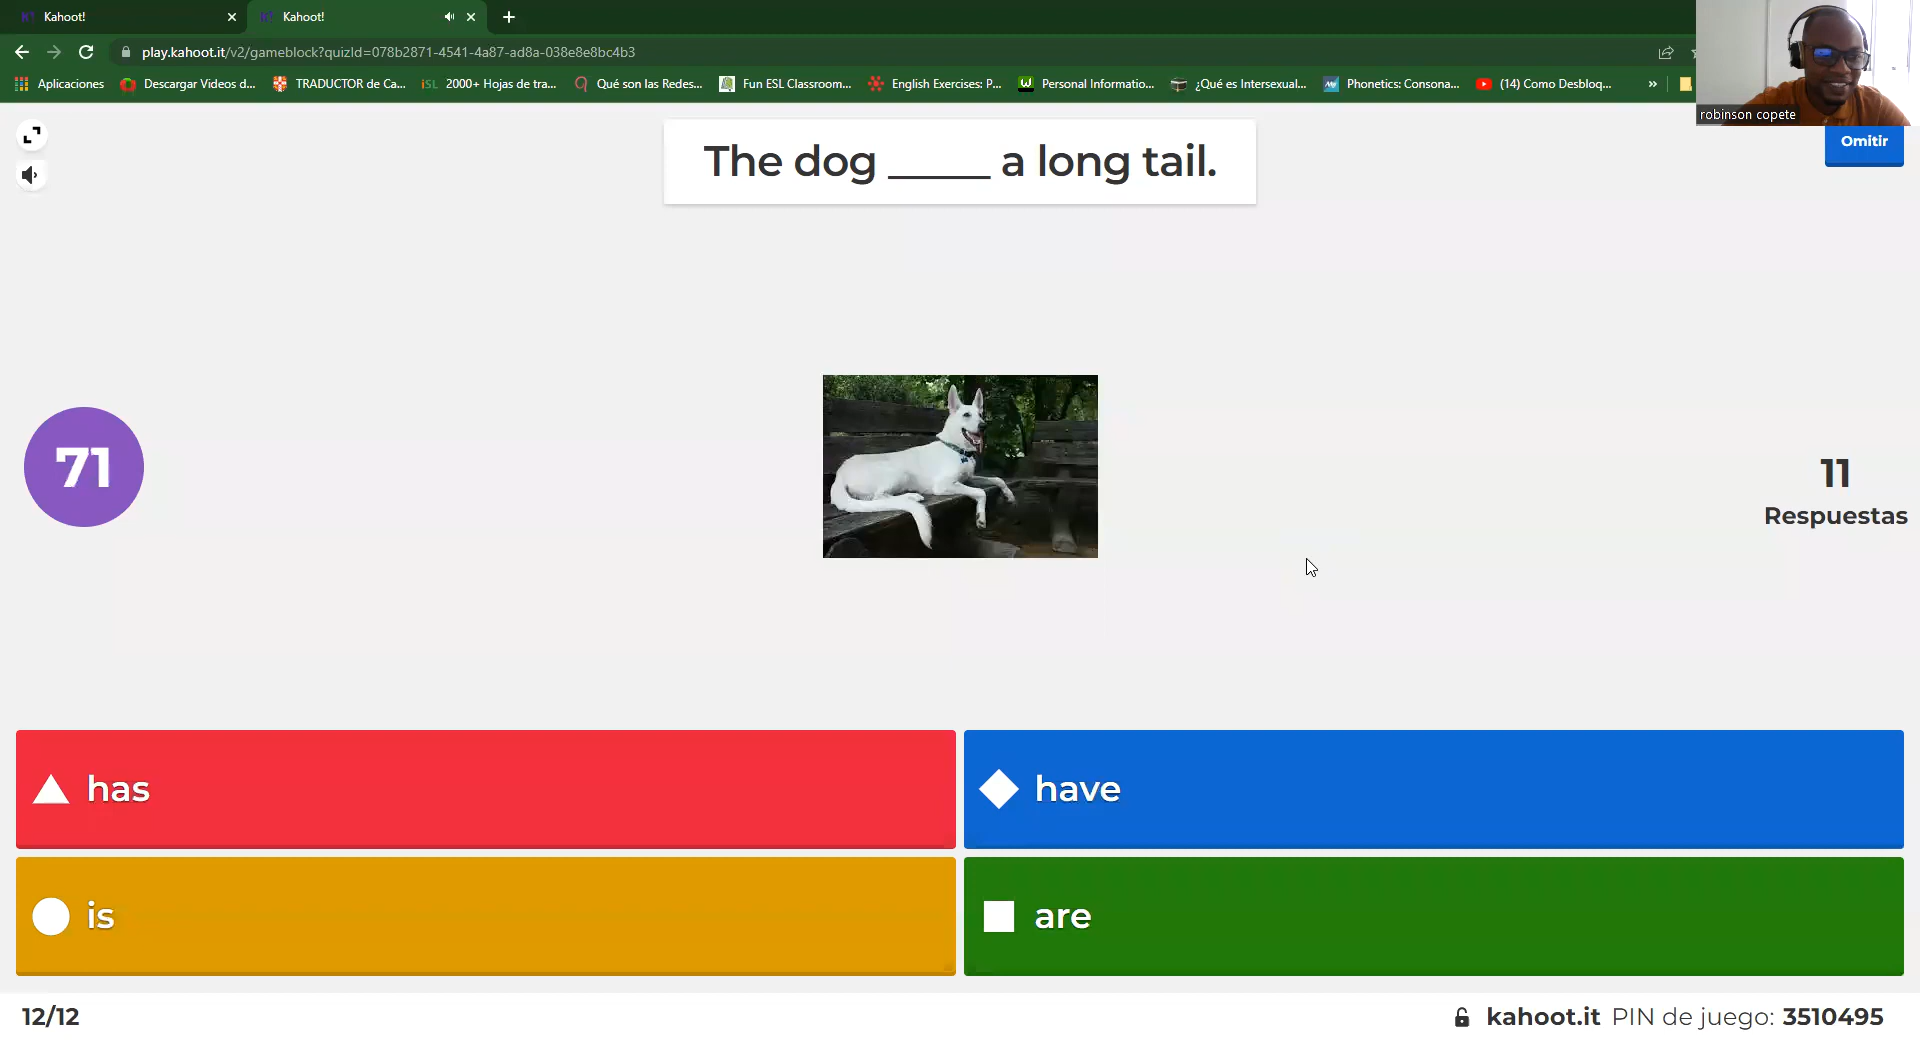 Kahoot!
Kahoot!
play.kahoot.it/v2/gameblock?quizId=078b2871-4541-4a87-ad8a-038e8e8bc4b3
Aplicaciones
Descargar Videos d...
TRADUCTOR de Ca...
iSL 2000+ Hojas de tra...
Qué son las Redes...
Fun ESL Classroom...
English Exercises: P...
Personal Informatio...
¿Qué es Intersexual...
Phonetics: Consona...
(14) Como Desbloq...
»
robinson copete
Omitir
The dog _____ a long tail.
71
11
Respuestas
has
have
is
are
12/12
kahoot.it PIN de juego: 3510495